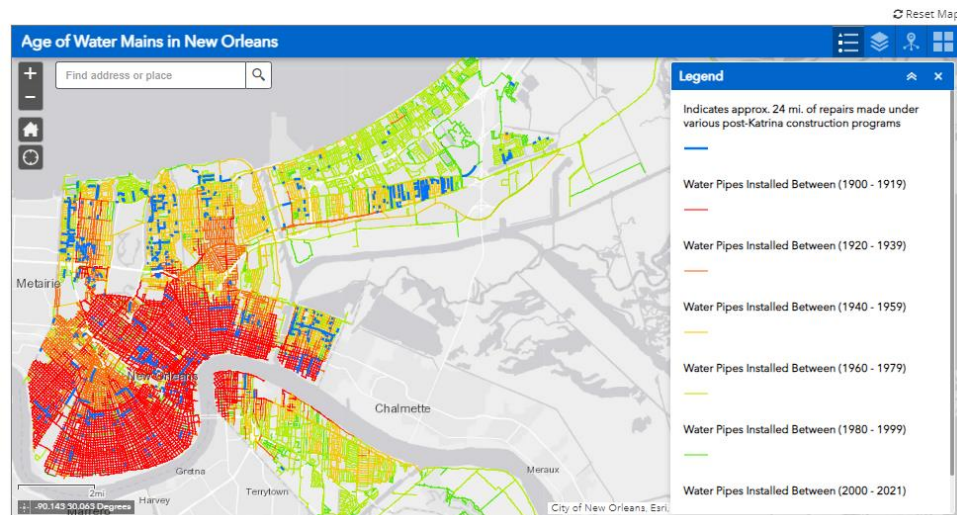 Reset Map
Age of Water Mains in New Orleans
+
Find address or place
−
Legend
Indicates approx. 24 mi. of repairs made under
various post-Katrina construction programs
Water Pipes Installed Between (1900 - 1919)
Water Pipes Installed Between (1920 - 1939)
Water Pipes Installed Between (1940 - 1959)
Water Pipes Installed Between (1960 - 1979)
Water Pipes Installed Between (1980 - 1999)
Water Pipes Installed Between (2000 - 2021)
Metairie
New Orleans
Chalmette
Gretna
Meraux
Terrytown
Harvey
Marrero
2mi
-90.143 30.065 Degrees
City of New Orleans, Esri,